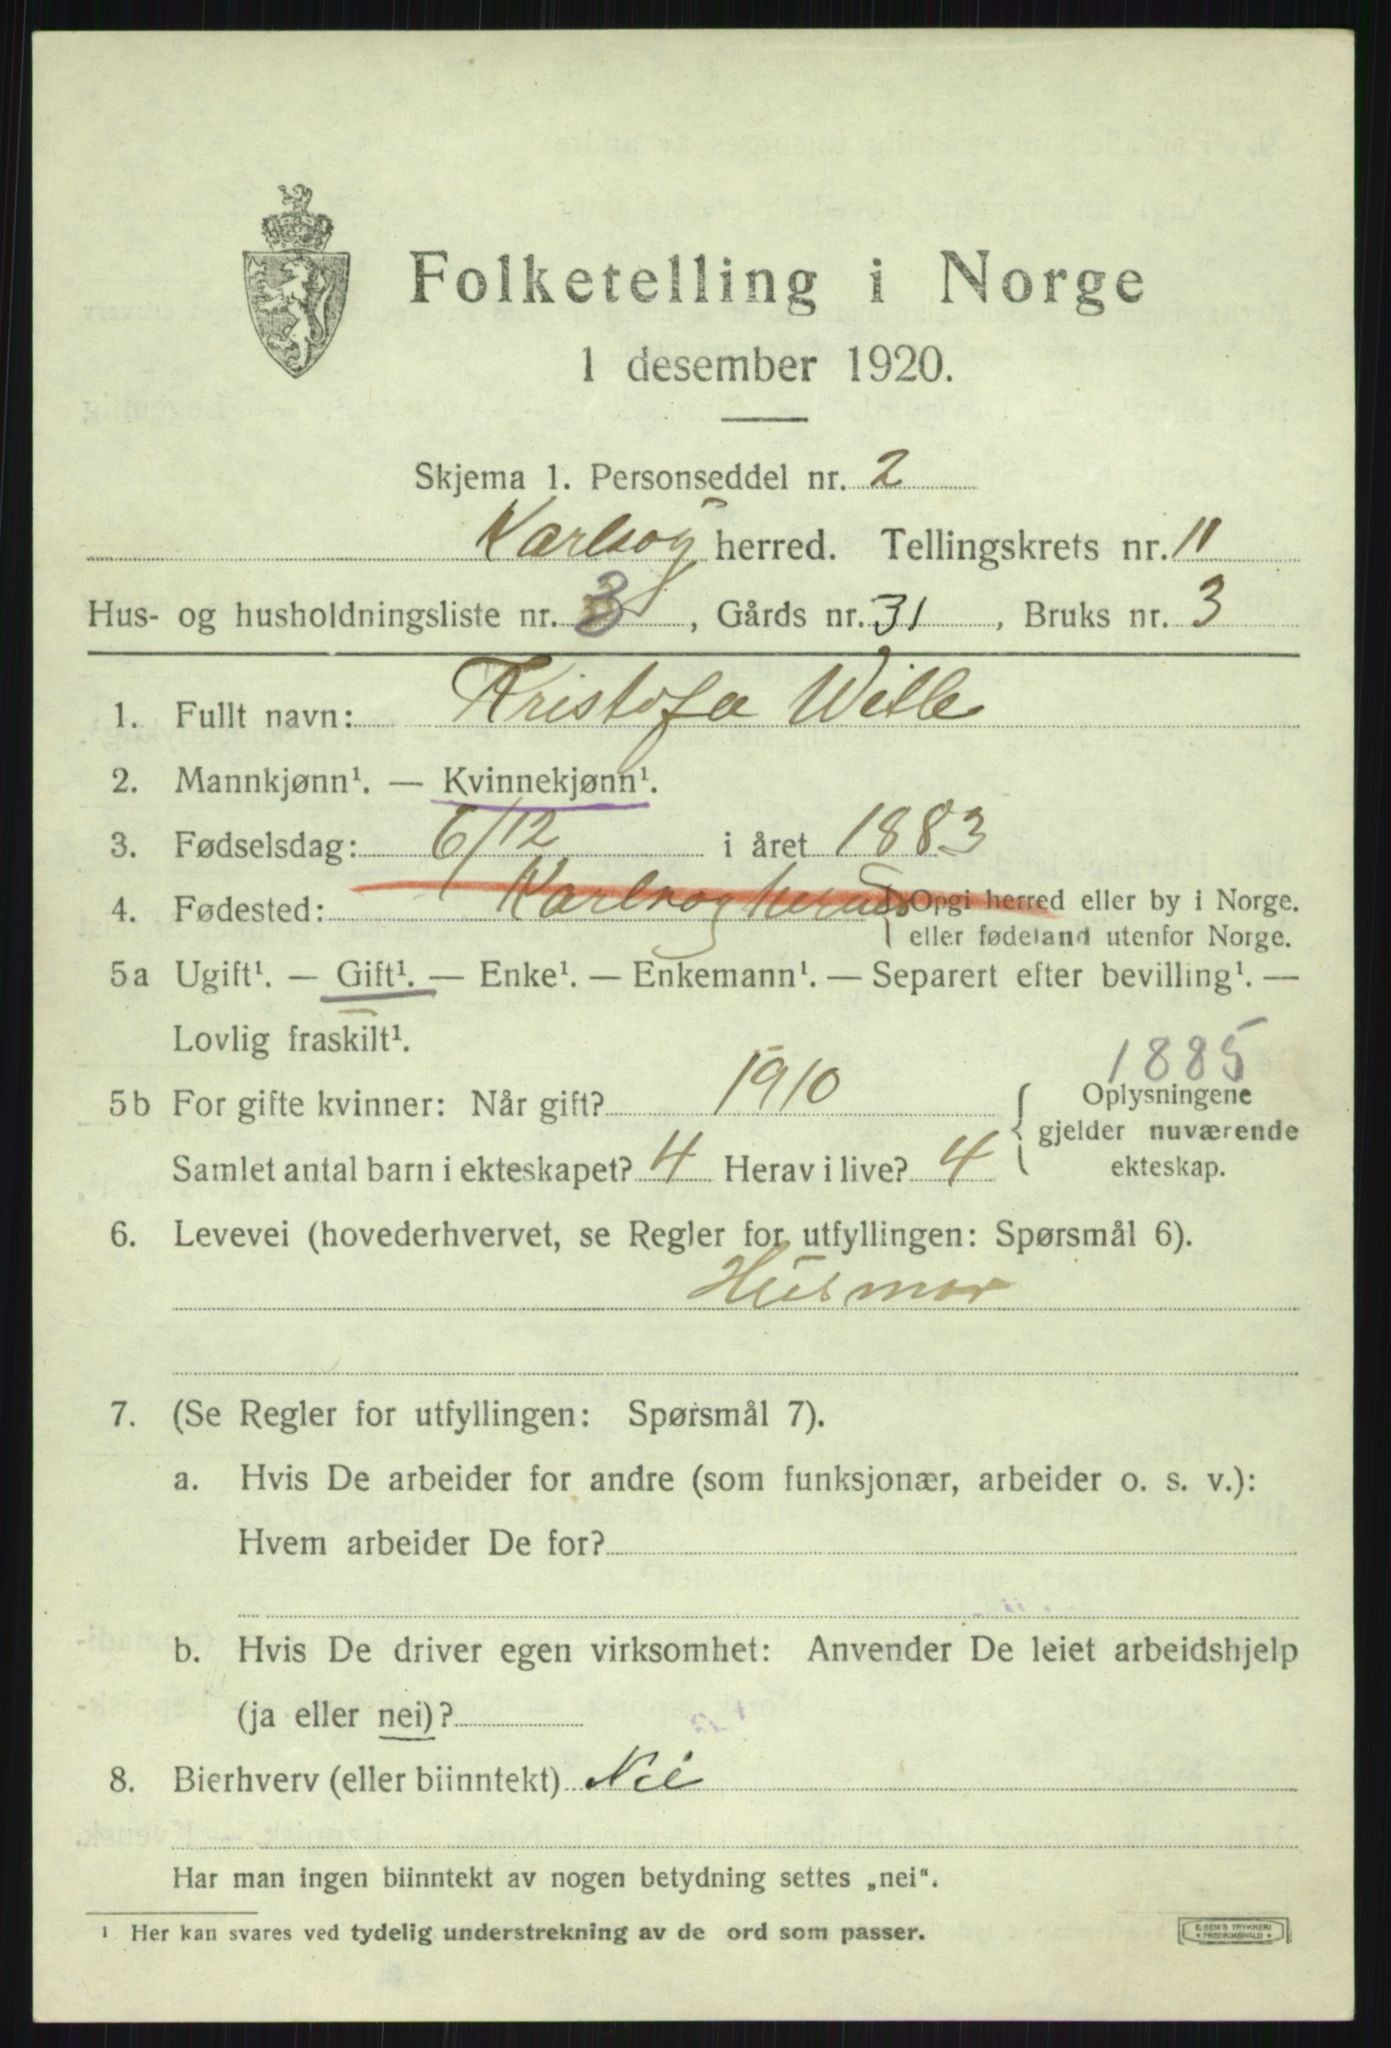 Folketelling i Norge
1 desember 1920.
Skjema 1. Personseddel nr. 2
Karlsøy herred. Tellingskrets nr. 11
Hus- og husholdningsliste nr. 3, Gårds nr. 31, Bruks nr. 3
1. Fullt navn: Kristofa
2. Mannkjønn¹. — Kvinnekjønn¹.
3. Fødselsdag: 6/12 i året 1883
4. Fødested: Karlsøy herred { Opgi herred eller by i Norge.
eller fødeland utenfor Norge.
5a Ugift¹. — Gift¹. — Enke¹. — Enkemann¹. — Separert efter bevilling¹. —
Lovlig fraskilt¹.
1885
5b For gifte kvinner: Når gift? 1910 { Oplysningene
gjelder nuværende
Samlet antal barn i ekteskapet? 4 Herav i live? 4
ekteskap.
6. Levevei (hovederhvervet, se Regler for utfyllingen: Spørsmål 6).
Husmor
7. (Se Regler for utfyllingen: Spørsmål 7).
a. Hvis De arbeider for andre (som funksjonær, arbeider o. s. v.):
Hvem arbeider De for?
b. Hvis De driver egen virksomhet: Anvender De leiet arbeidshjelp
(ja eller nei)?
8. Bierhverv (eller biinntekt) Nei
Har man ingen biinntekt av nogen betydning settes „nei“.
¹ Her kan svares ved tydelig understrekning av de ord som passer.
E. SEM'S TRYKKERI
* FREDRIKSHALD *